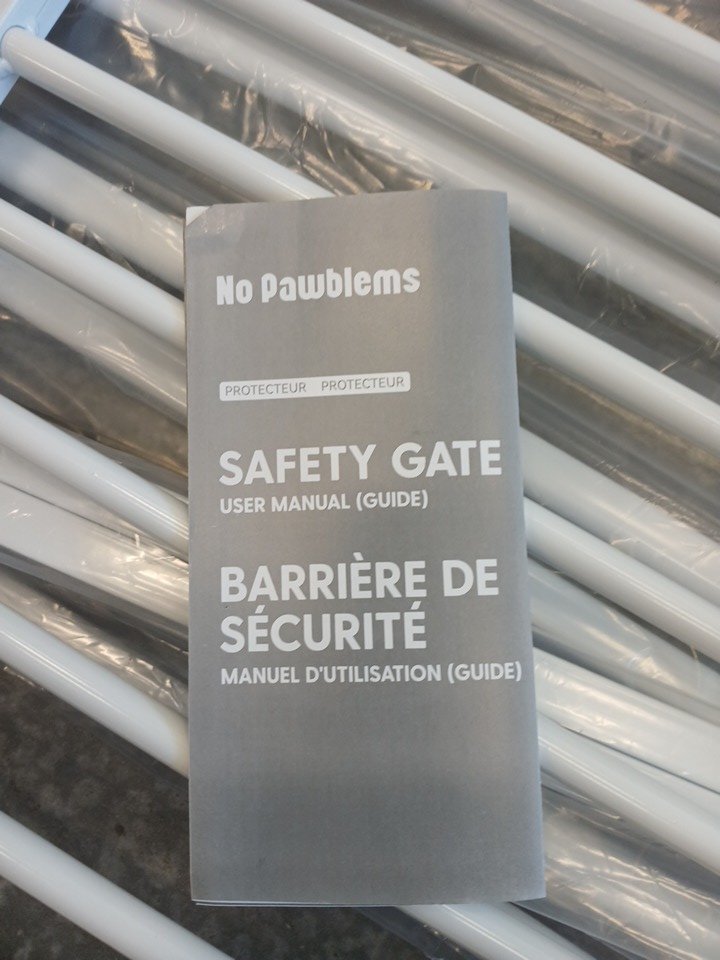 No Pawblems
PROTECTEUR PROTECTEUR
SAFETY GATE
USER MANUAL (GUIDE)
BARRIÈRE DE
SÉCURITÉ
MANUEL D'UTILISATION (GUIDE)